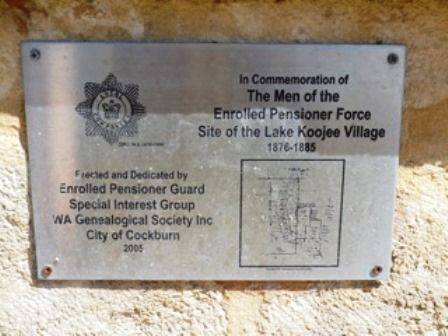 In Commemoration of
The Men of the
Enrolled Pensioner Force
Site of the Lake Koojee Village
1876-1885
Erected and Dedicated by
Enrolled Pensioner Guard
Special Interest Group
WA Genealogical Society Inc
City of Cockburn
2005